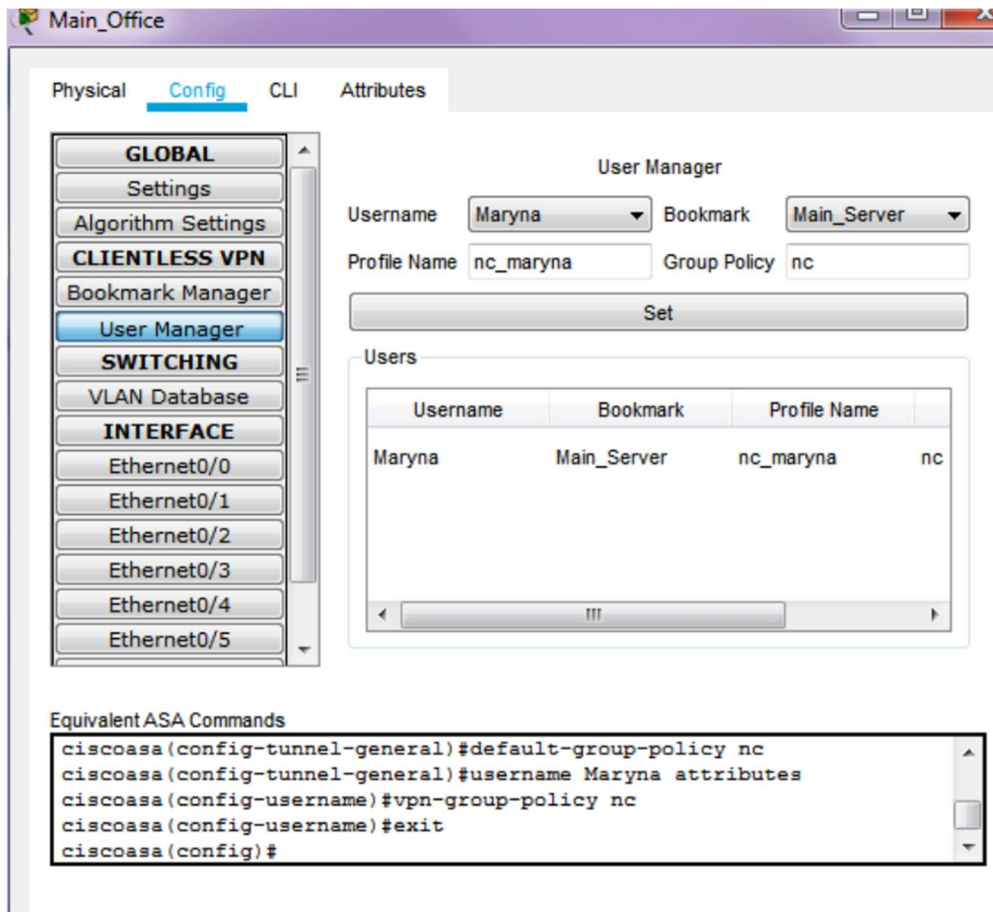 Main_Office
Physical Config CLI Attributes
GLOBAL
Settings
Algorithm Settings
CLIENTLESS VPN
Bookmark Manager
User Manager
SWITCHING
VLAN Database
INTERFACE
Ethernet0/0
Ethernet0/1
Ethernet0/2
Ethernet0/3
Ethernet0/4
Ethernet0/5
User Manager
Username Maryna Bookmark Main_Server
Profile Name nc_maryna Group Policy nc
Set
Users
Username Bookmark Profile Name
Maryna Main_Server nc_maryna nc
Equivalent ASA Commands
ciscoasa(config-tunnel-general)#default-group-policy nc
ciscoasa(config-tunnel-general)#username Maryna attributes
ciscoasa(config-username)#vpn-group-policy nc
ciscoasa(config-username)#exit
ciscoasa(config)#